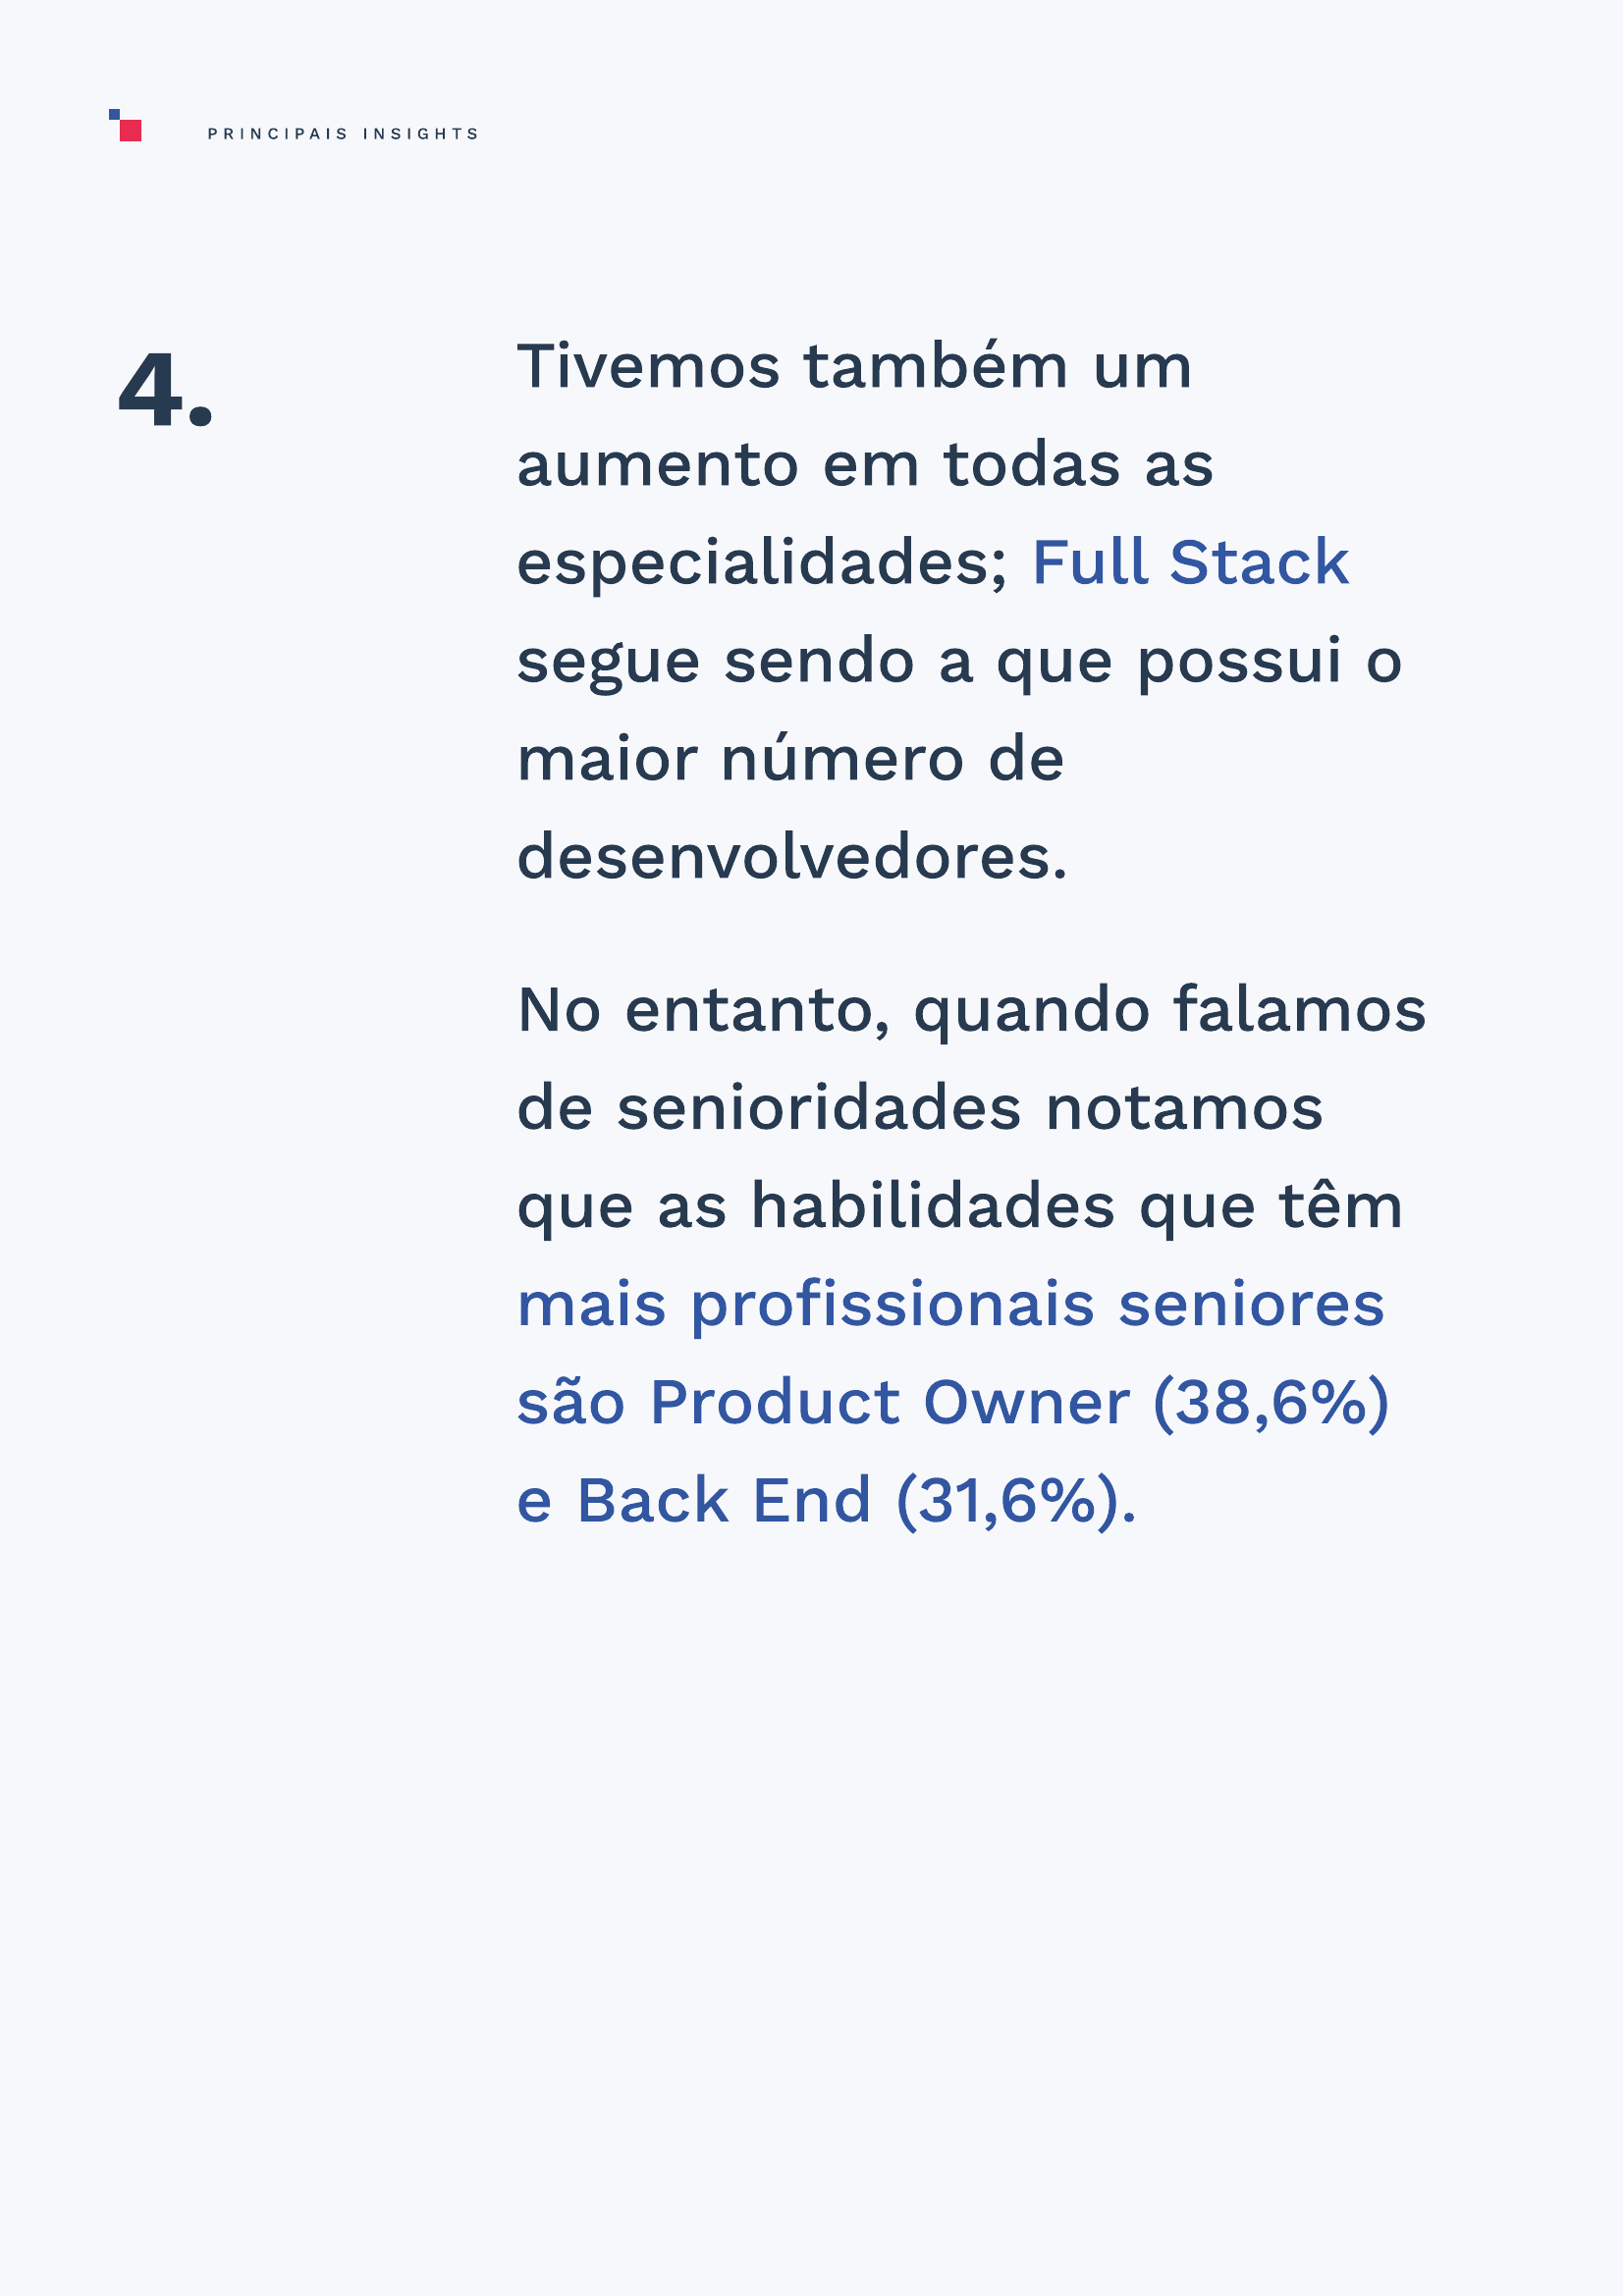 PRINCIPAIS INSIGHTS
4.
Tivemos também um
aumento em todas as
especialidades; Full Stack
segue sendo a que possui o
maior número de
desenvolvedores.
No entanto, quando falamos
de senioridades notamos
que as habilidades que têm
mais profissionais seniores
são Product Owner (38,6%)
e Back End (31,6%).